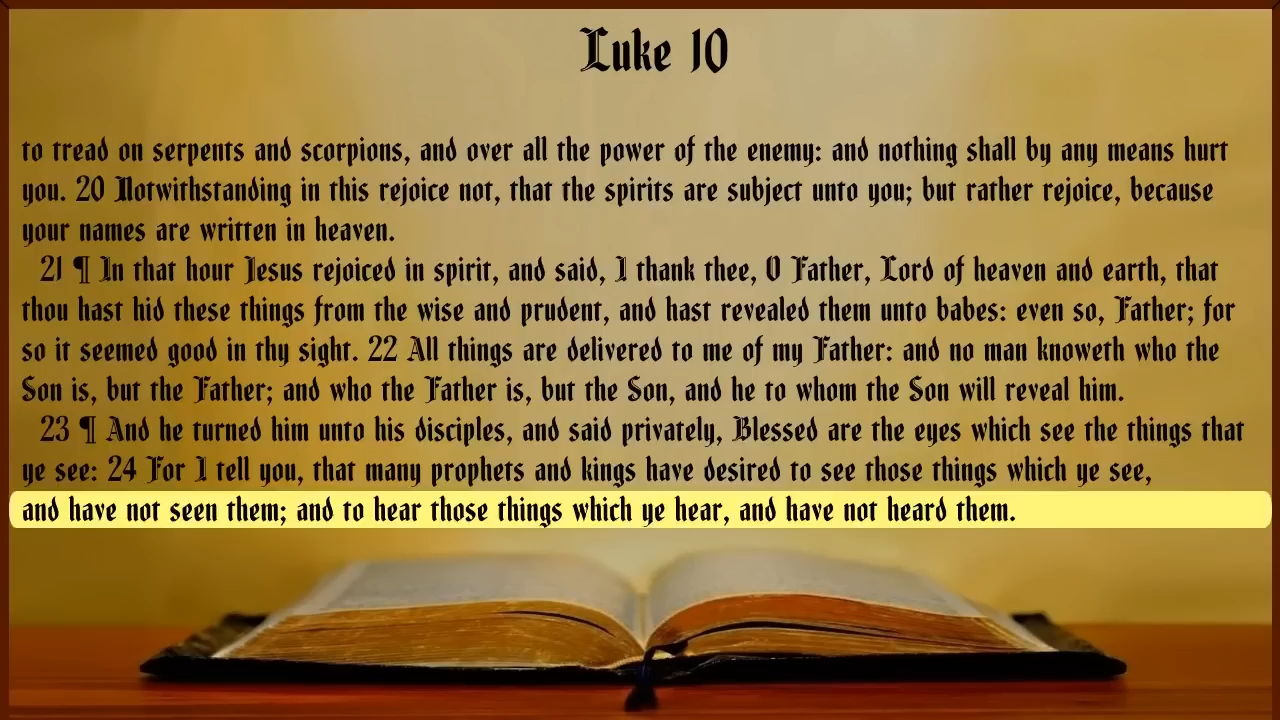 Luke 10
to tread on serpents and scorpions, and over all the power of the enemy: and nothing shall by any means hurt
you. 20 Notwithstanding in this rejoice not, that the spirits are subject unto you; but rather rejoice, because
your names are written in heaven.
21 ¶ In that hour Jesus rejoiced in spirit, and said, I thank thee, O Father, Lord of heaven and earth, that
thou hast hid these things from the wise and prudent, and hast revealed them unto babes: even so, Father; for
so it seemed good in thy sight. 22 All things are delivered to me of my Father: and no man knoweth who the
Son is, but the Father; and who the Father is, but the Son, and he to whom the Son will reveal him.
23 ¶ And he turned him unto his disciples, and said privately, Blessed are the eyes which see the things that
ye see: 24 For I tell you, that many prophets and kings have desired to see those things which ye see,
and have not seen them; and to hear those things which ye hear, and have not heard them.